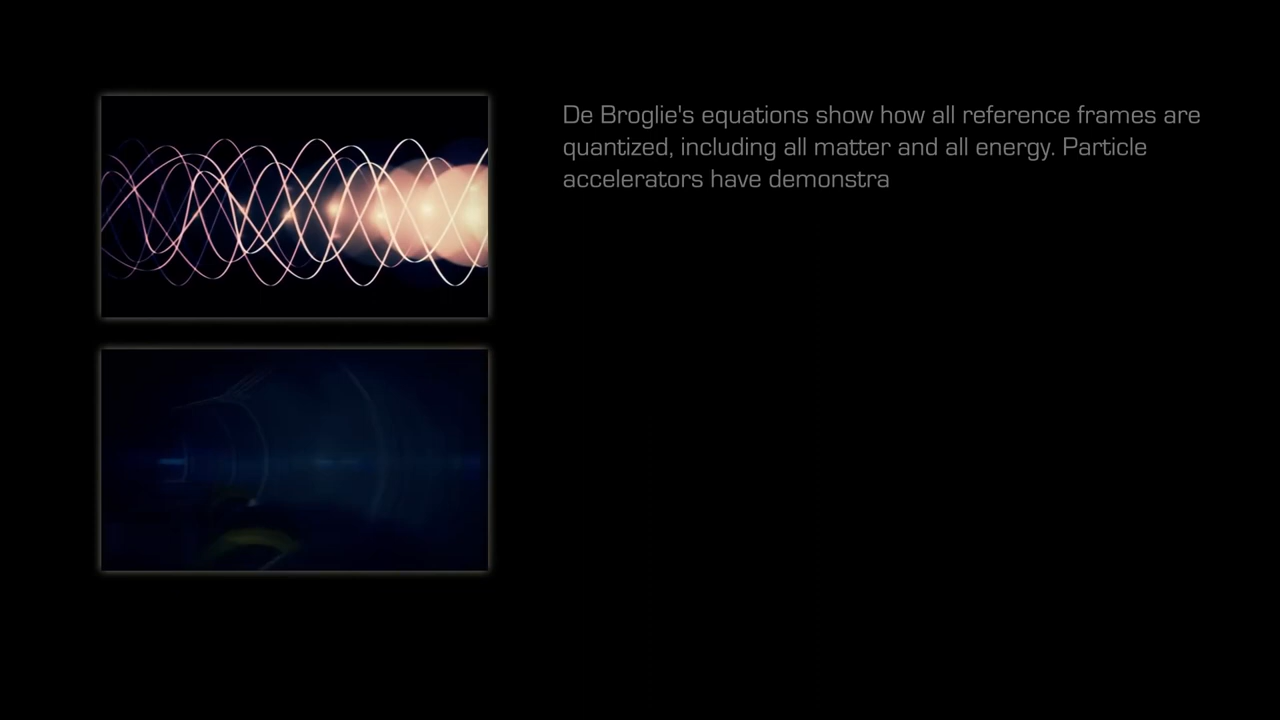 De Broglie's equations show how all reference frames are
quantized, including all matter and all energy. Particle
accelerators have demonstra